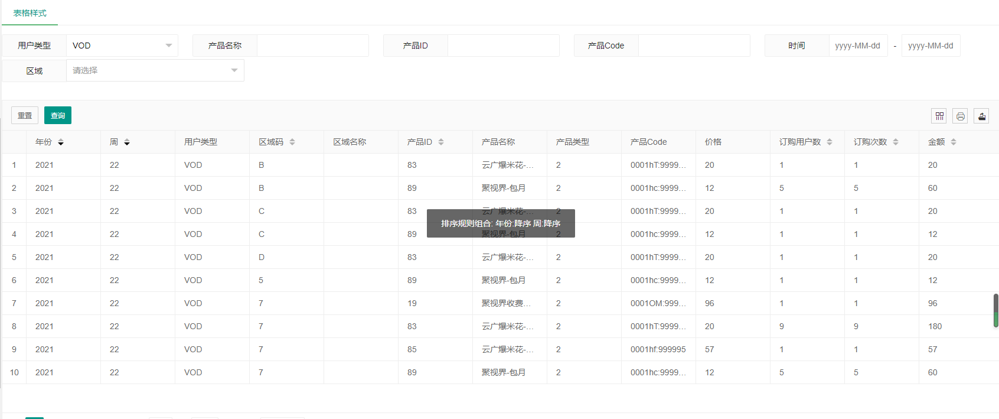 表格样式
用户类型 VOD 产品名称 产品ID 产品Code 时间 yyyy-MM-dd - yyyy-MM-dd
区域 请选择
重置 查询
年份 周 用户类型 区域码 区域名称 产品ID 产品名称 产品类型 产品Code 价格 订购用户数 订购次数 金额
1 2021 22 VOD B 83 云广爆米花-... 2 0001hT:9999... 20 1 1 20
2 2021 22 VOD B 89 聚视界-包月 2 0001hc:9999... 12 5 5 60
3 2021 22 VOD C 83 云广爆米花-... 2 0001hT:9999... 20 1 1 20
排序规则组合: 年份:降序 周:降序
4 2021 22 VOD C 89 聚视界-包月 2 0001hc:9999... 12 1 1 12
5 2021 22 VOD D 83 云广爆米花-... 2 0001hT:9999... 20 1 1 20
6 2021 22 VOD 5 89 聚视界-包月 2 0001hc:9999... 12 1 1 12
7 2021 22 VOD 7 19 聚视界收费... 2 0001OM:999... 96 1 1 96
8 2021 22 VOD 7 83 云广爆米花-... 2 0001hT:9999... 20 9 9 180
9 2021 22 VOD 7 85 云广爆米花-... 2 0001hf:999995 57 1 1 57
10 2021 22 VOD 7 89 聚视界-包月 2 0001hc:9999... 12 5 5 60